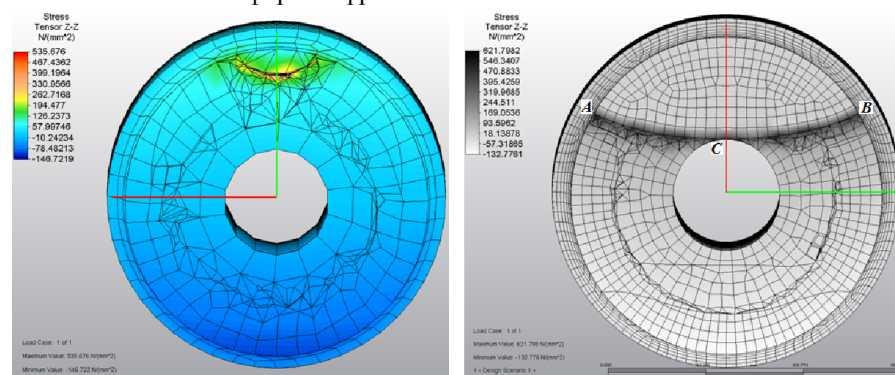 Stress
Tensor Z-Z
N/(mm^2)
535.676
467.4362
399.1964
330.9566
262.7168
194.477
126.2373
57.99746
-10.24234
-78.48213
-146.7219
Load Case: 1 of 1
Maximum Value: 535.676 N/(mm^2)
Minimum Value: -146.722 N/(mm^2)
Stress
Tensor Z-Z
N/(mm^2)
621.7982
546.3407
470.8833
395.4259
319.9685
244.511
169.0536
93.5962
18.13878
-57.31865
-132.7761
A
B
C
Load Case: 1 of 1
Maximum Value: 621.798 N/(mm^2)
Minimum Value: -132.776 N/(mm^2)
1 < Design Scenario 1 >
0.000